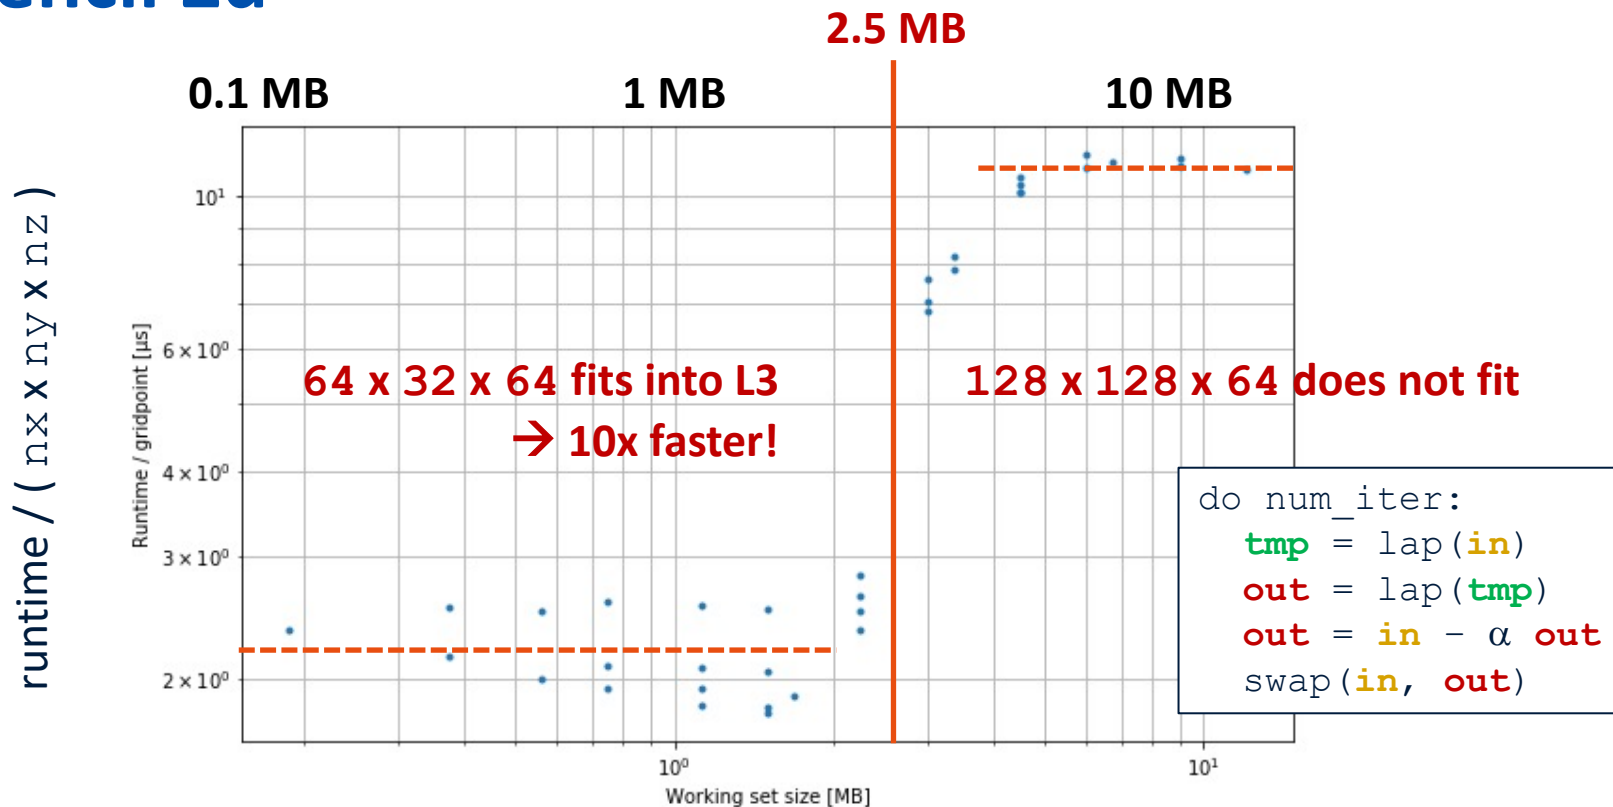 2.5 MB
0.1 MB 1 MB 10 MB
runtime / ( nx x ny x nz )
Runtime / gridpoint [µs]
10¹
6 × 10⁰
4 × 10⁰
3 × 10⁰
2 × 10⁰
64 x 32 x 64 fits into L3
→ 10x faster!
128 x 128 x 64 does not fit
do num_iter:
tmp = lap(in)
out = lap(tmp)
out = in – α out
swap(in, out)
10⁰ 10¹
Working set size [MB]